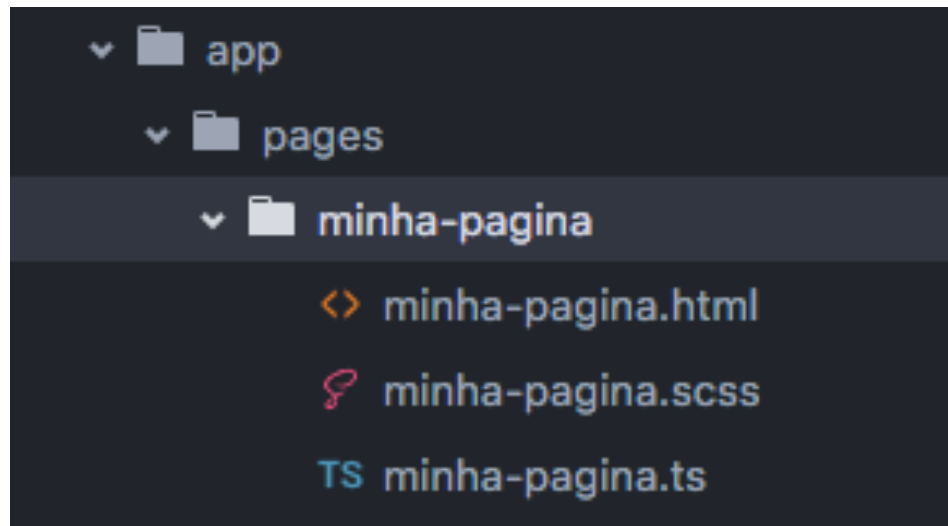 app
pages
minha-pagina
<> minha-pagina.html
minha-pagina.scss
TS minha-pagina.ts